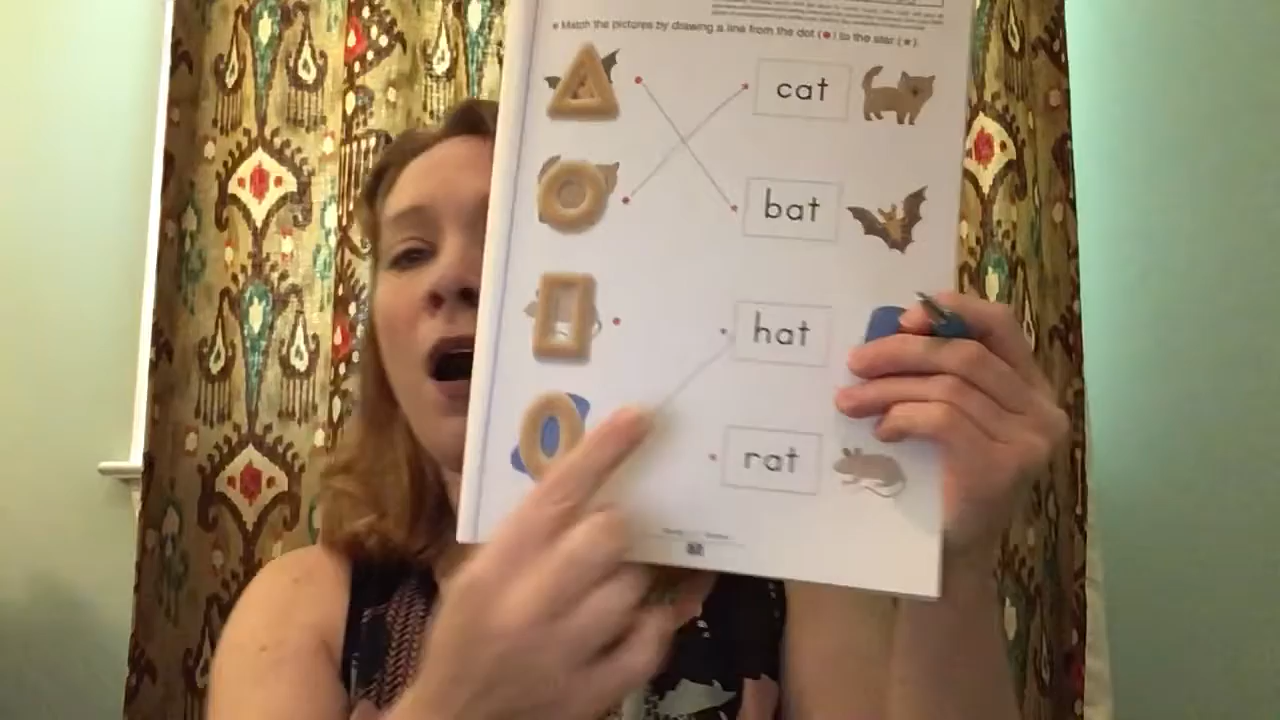 Match the pictures by drawing a line from the dot (●) to the star (★).
cat
bat
hat
rat